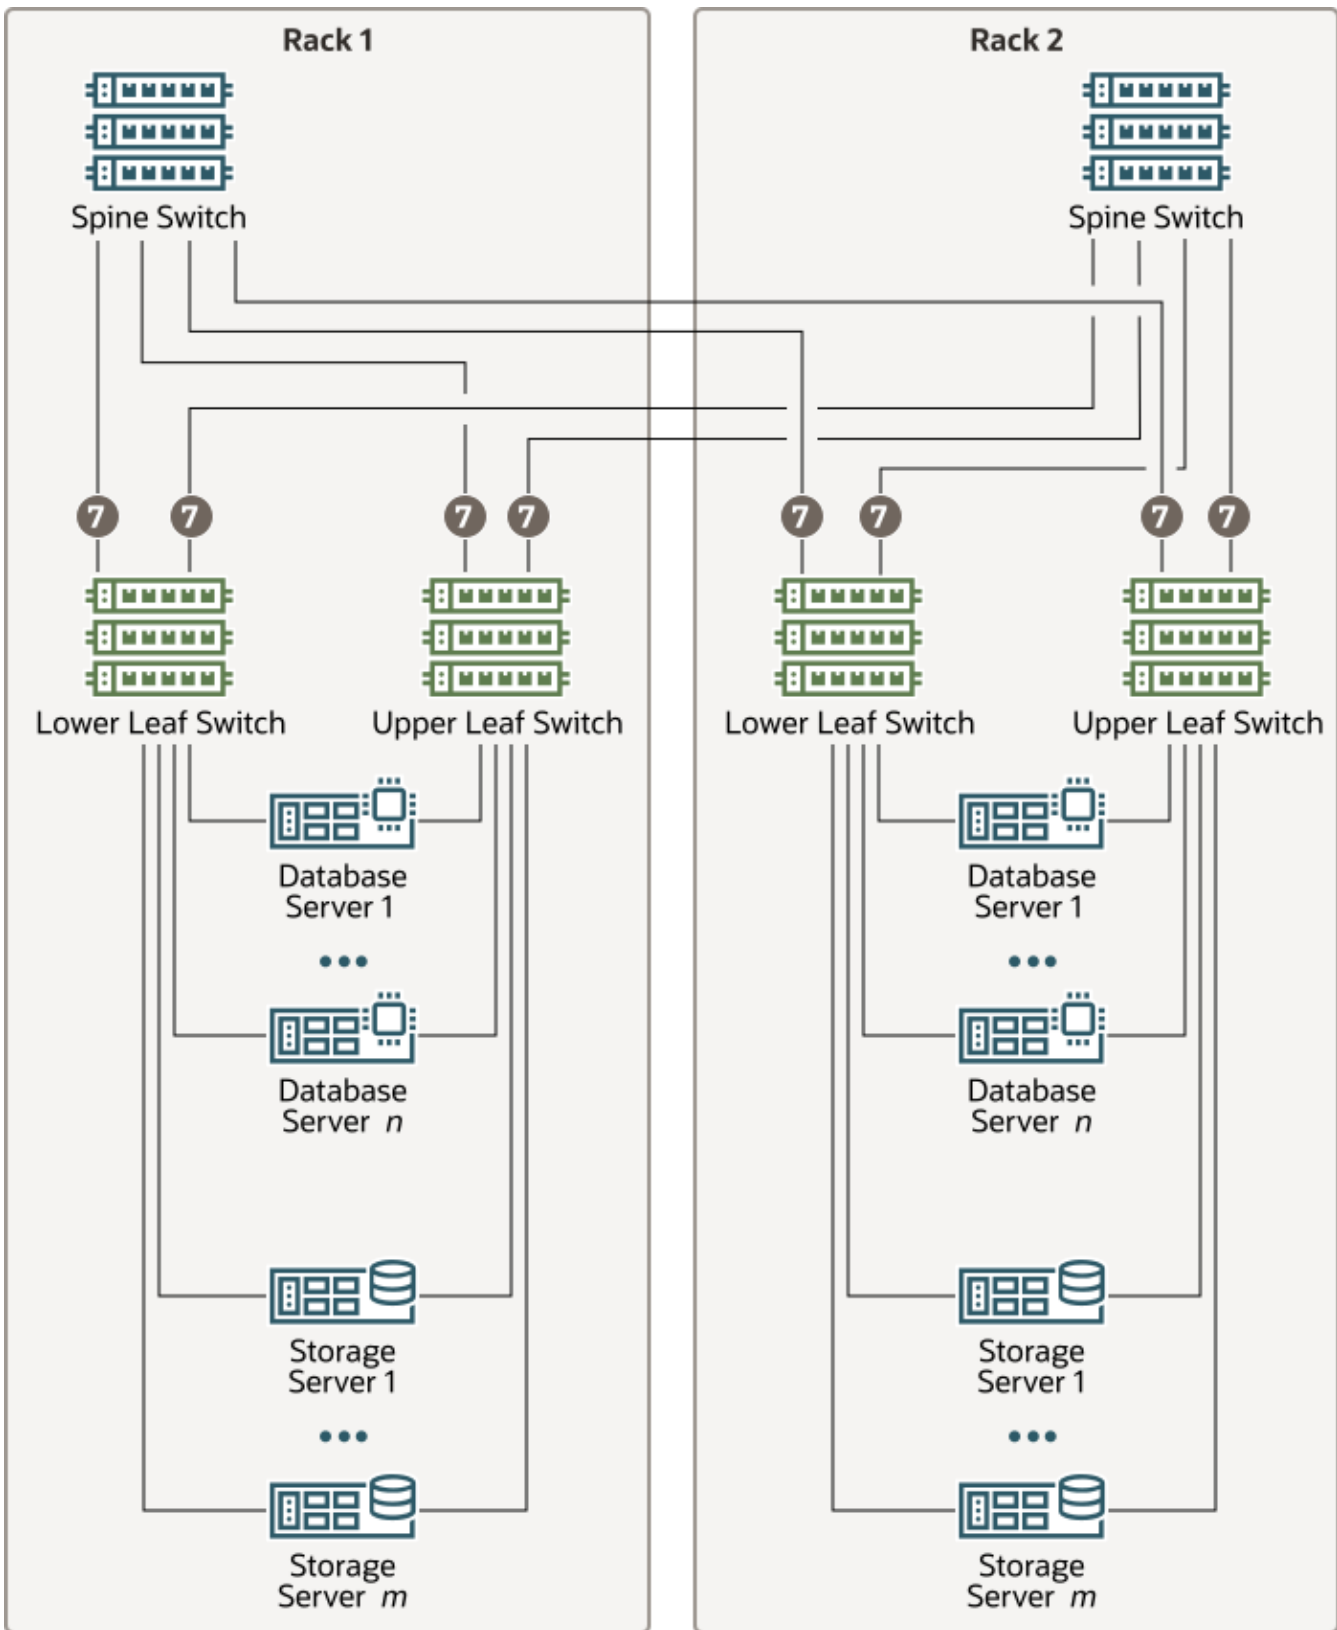 Rack 1
Rack 2
Spine Switch
Spine Switch
7
7
7
7
7
7
7
7
Lower Leaf Switch
Upper Leaf Switch
Lower Leaf Switch
Upper Leaf Switch
Database
Server 1
Database
Server 1
Database
Server n
Database
Server n
Storage
Server 1
Storage
Server 1
Storage
Server m
Storage
Server m